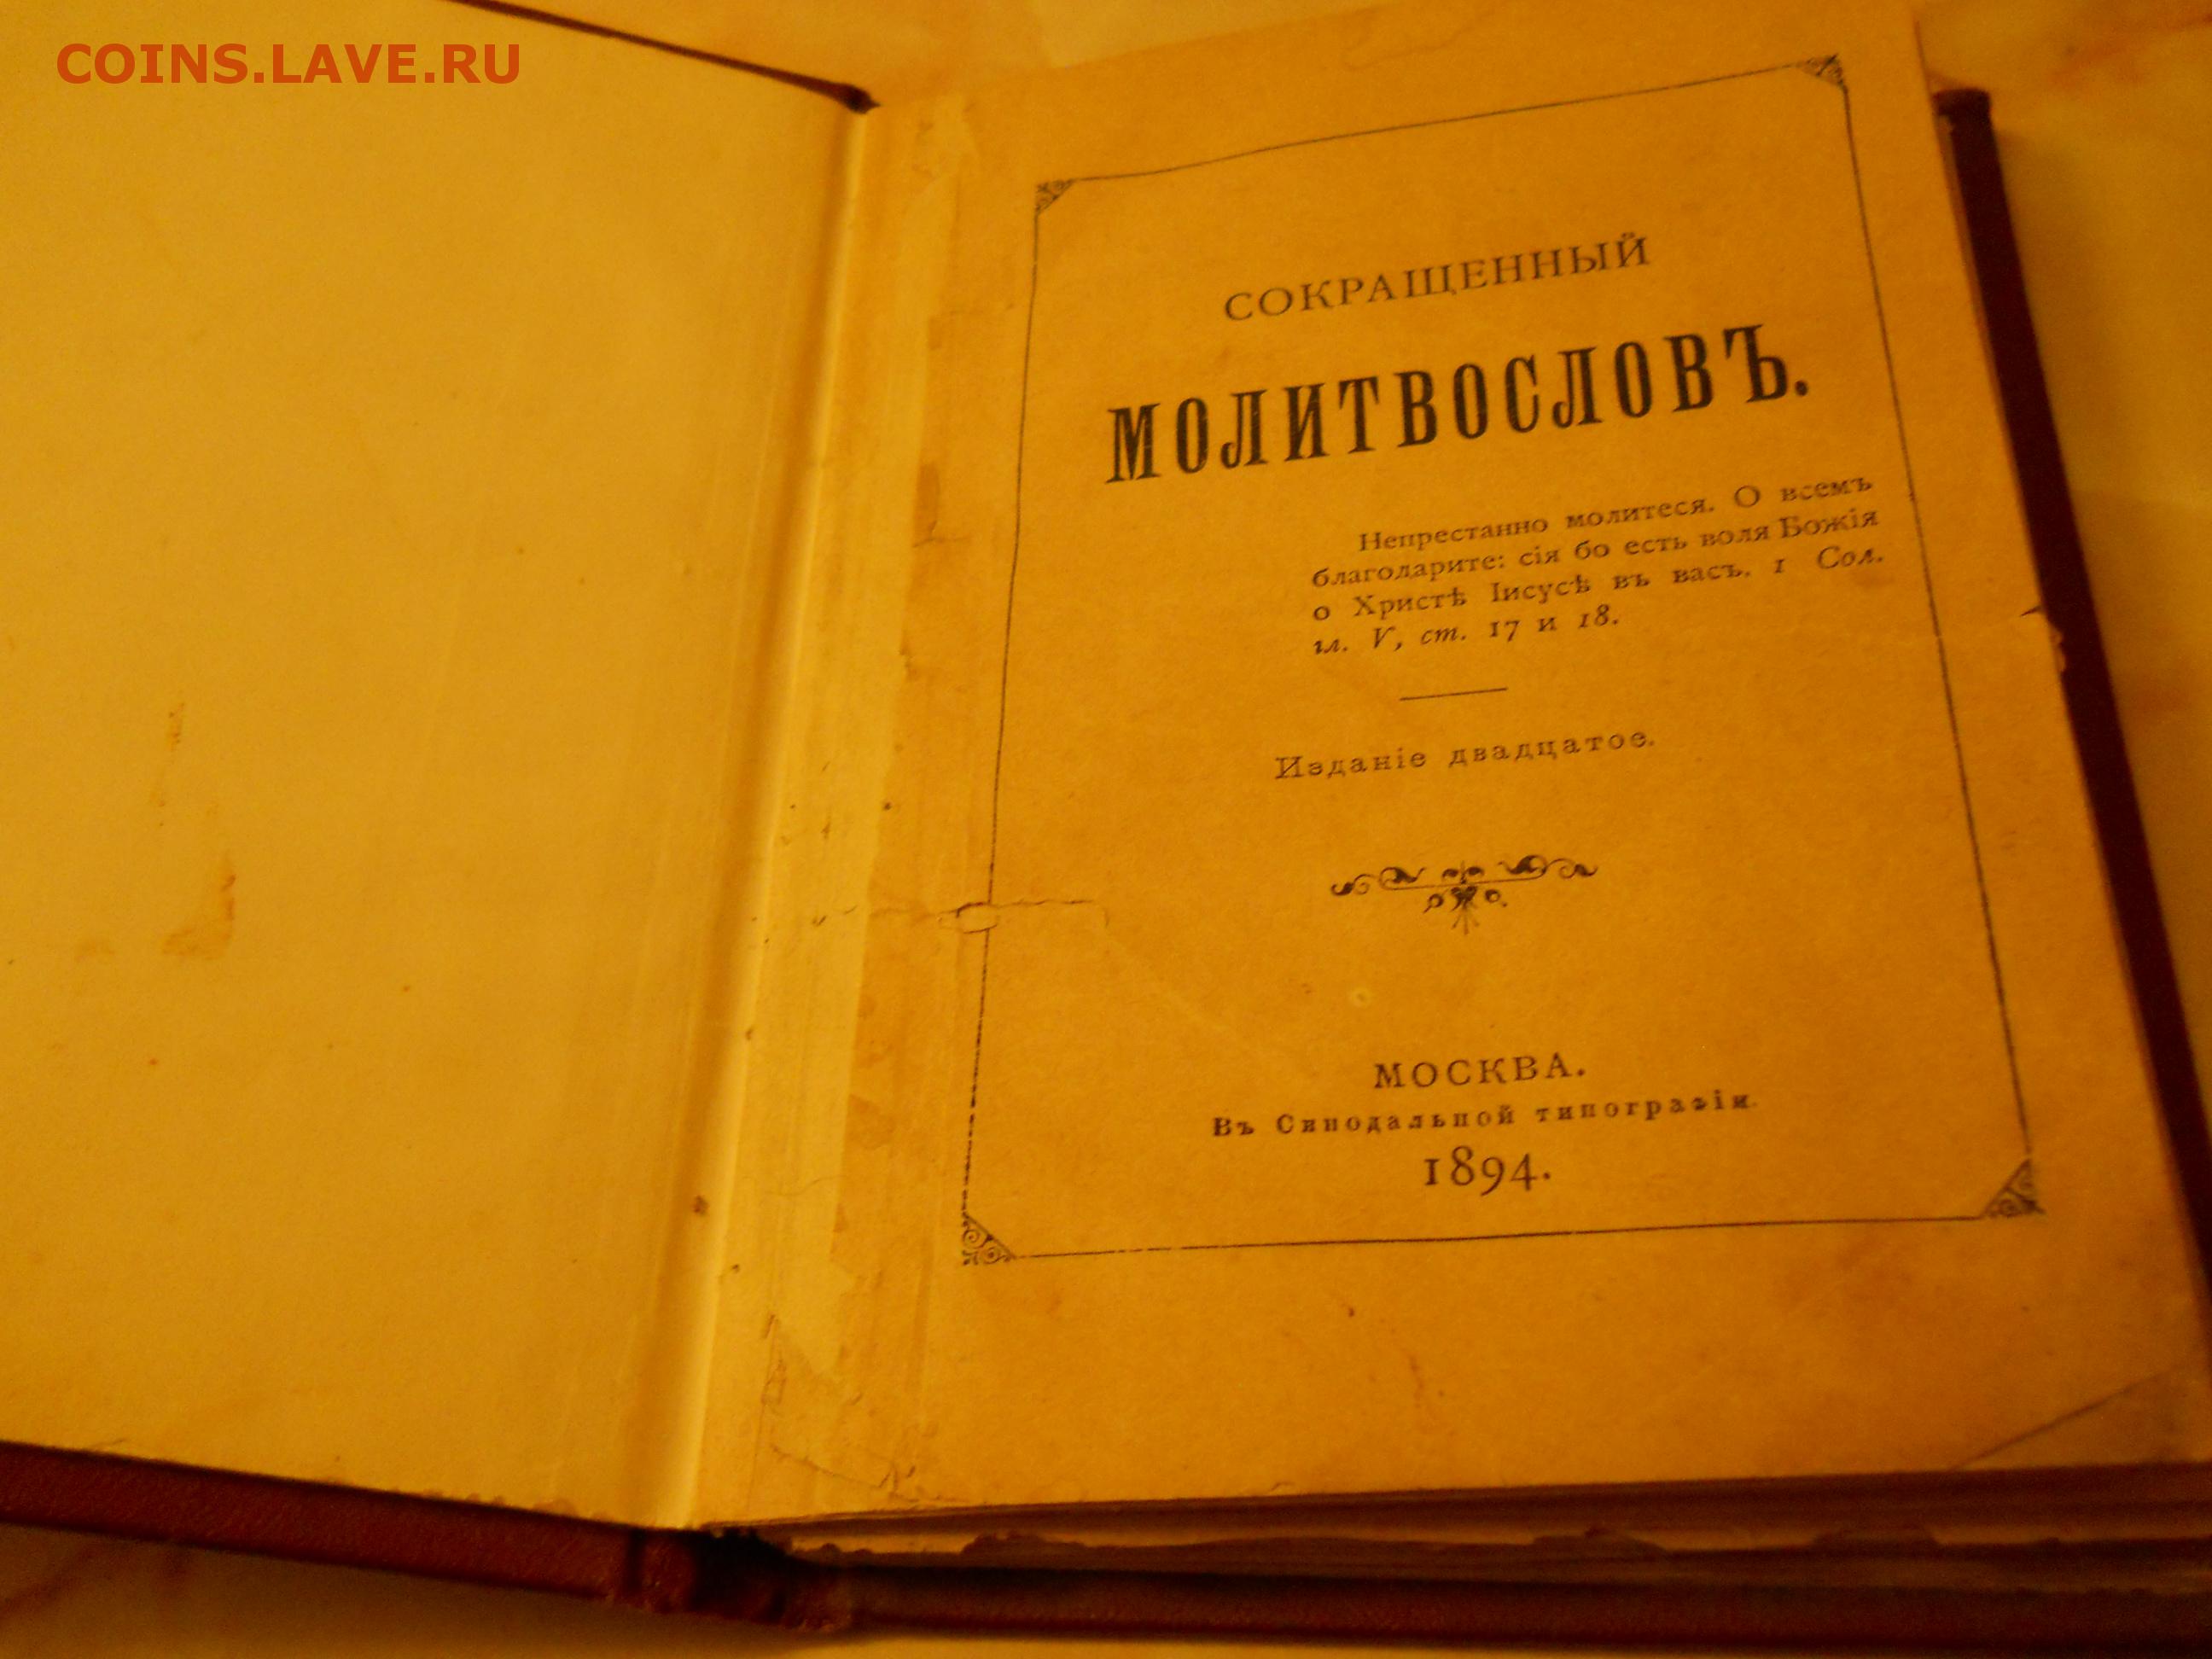 COINS.LAVE.RU
СОКРАЩЕННЫЙ
МОЛИТВОСЛОВЪ.
Непрестанно молитеся. О всемъ
благодарите: сія бо есть воля Божія
о Христѣ Іисусѣ въ васъ. 1 Сол.
гл. V, ст. 17 и 18.
Изданіе двадцатое.
МОСКВА.
Въ Синодальной типографіи.
1894.